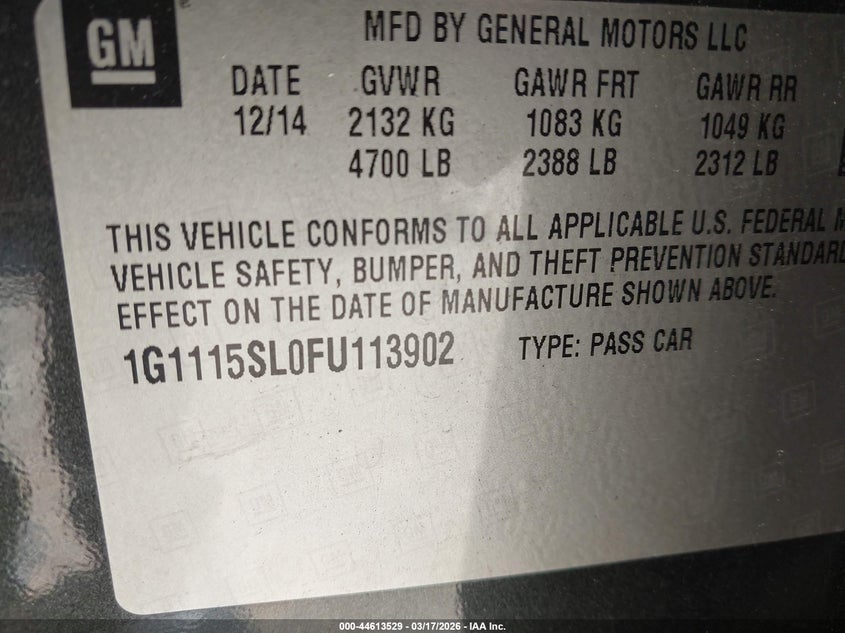 GM
MFD BY GENERAL MOTORS LLC
DATE GVWR GAWR FRT GAWR RR
12/14 2132 KG 1083 KG 1049 KG
4700 LB 2388 LB 2312 LB
THIS VEHICLE CONFORMS TO ALL APPLICABLE U.S. FEDERAL
VEHICLE SAFETY, BUMPER, AND THEFT PREVENTION STANDARD
EFFECT ON THE DATE OF MANUFACTURE SHOWN ABOVE.
1G1115SL0FU113902 TYPE: PASS CAR
000-44613529 - 03/17/2026 - IAA Inc.